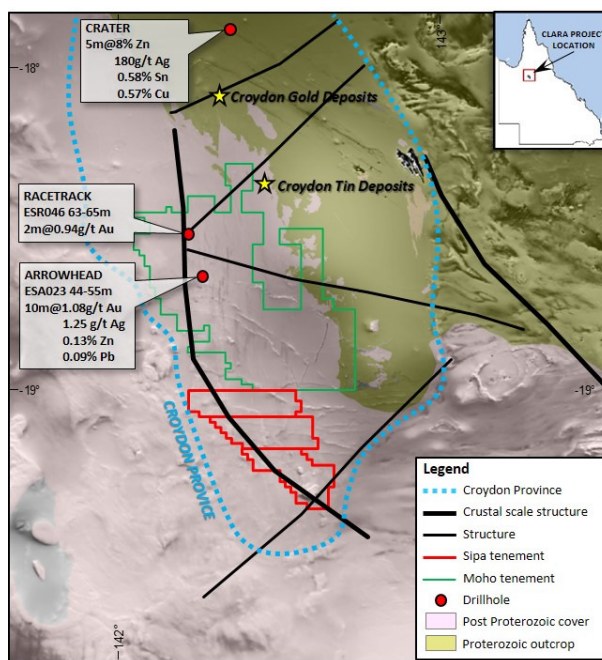 CRATER
5m@8% Zn
180g/t Ag
0.58% Sn
0.57% Cu
143°
CLARA PROJECT
LOCATION
-18°
Croydon Gold Deposits
Croydon Tin Deposits
RACETRACK
ESR046 63-65m
2m@0.94g/t Au
ARROWHEAD
ESA023 44-55m
10m@1.08g/t Au
1.25 g/t Ag
0.13% Zn
0.09% Pb
-19°
-19°
CROYDON PROVICE
142°
Legend
Croydon Province
Crustal scale structure
Structure
Sipa tenement
Moho tenement
Drillhole
Post Proterozoic cover
Proterozoic outcrop